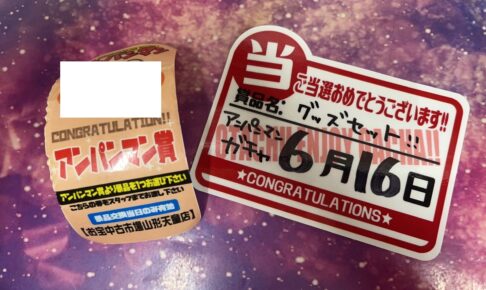 CONGRATULATION!!
アンパンマン賞
アンパンマン賞より景品を1つお選び下さい
こちらの券をスタッフまでお渡し下さい
景品交換当日のみ有効
【お宝中古市場山形天童店】
当
ご当選おめでとうございます!!
賞品名: グッズセット!!
アンパンマン
ガチャ 6月16日
★CONGRATULATIONS★